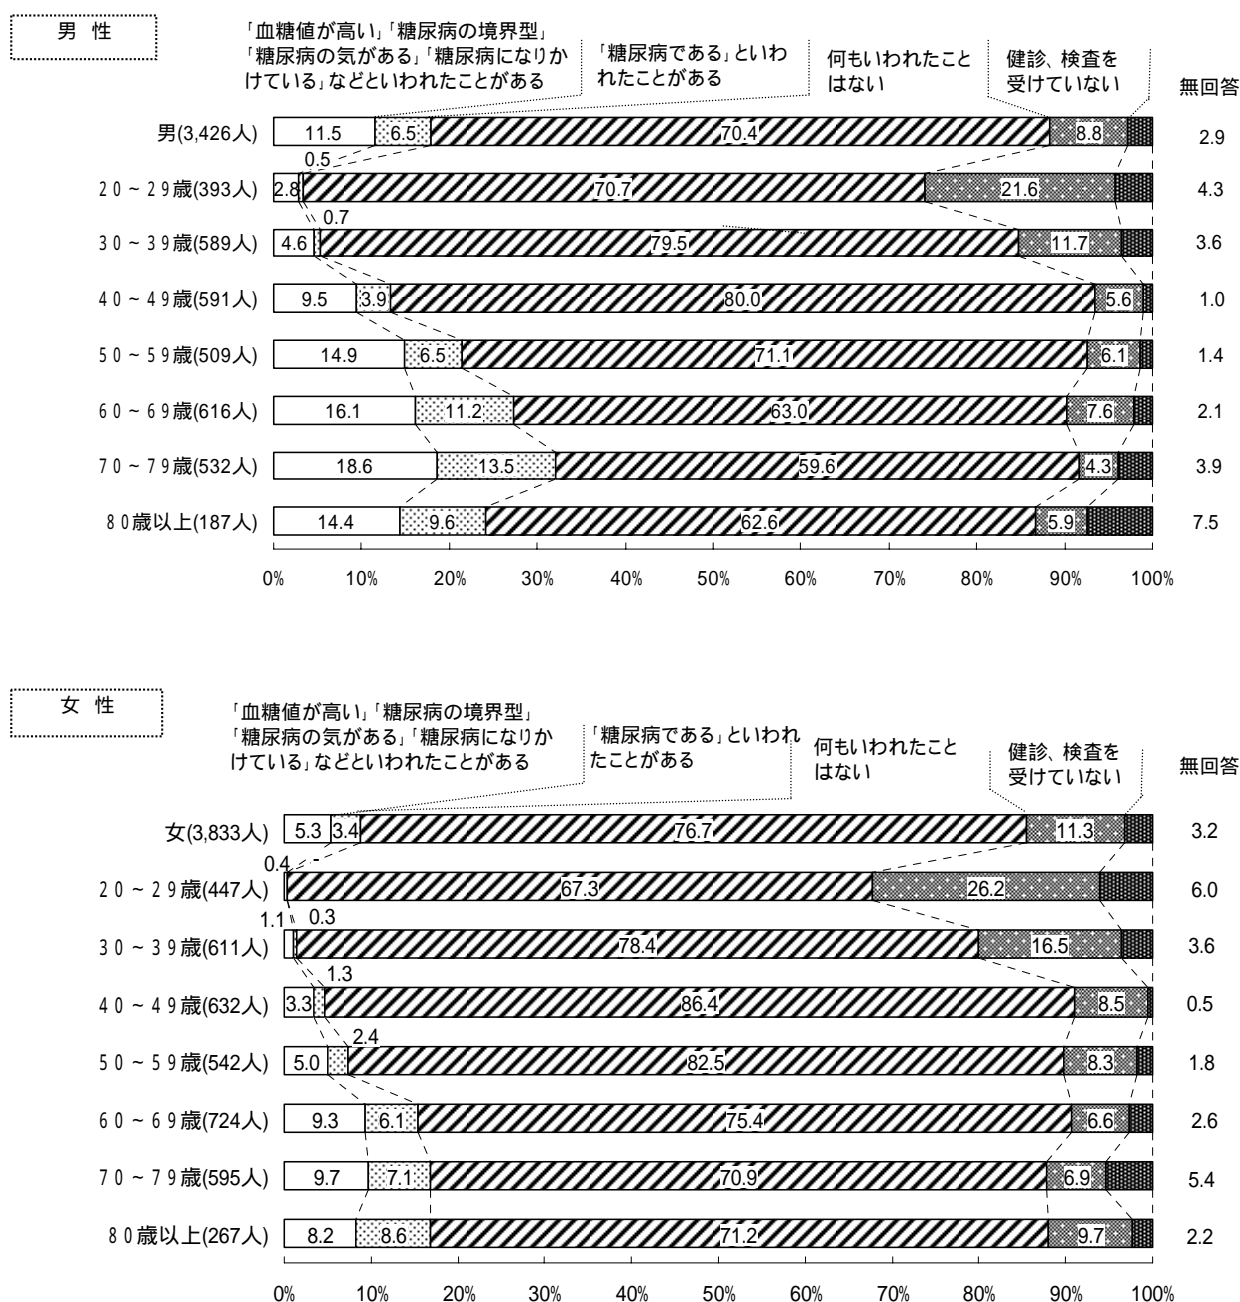 男 性
「血糖値が高い」「糖尿病の境界型」
「糖尿病の気がある」「糖尿病になりか
けている」などといわれたことがある
「糖尿病である」といわ
れたことがある
何もいわれたこと
はない
健診、検査を
受けていない
無回答
男(3,426人) 11.5 6.5 70.4 8.8 2.9
20~29歳(393人) 2.8 0.5 70.7 21.6 4.3
30~39歳(589人) 4.6 0.7 79.5 11.7 3.6
40~49歳(591人) 9.5 3.9 80.0 5.6 1.0
50~59歳(509人) 14.9 6.5 71.1 6.1 1.4
60~69歳(616人) 16.1 11.2 63.0 7.6 2.1
70~79歳(532人) 18.6 13.5 59.6 4.3 3.9
80歳以上(187人) 14.4 9.6 62.6 5.9 7.5
0% 10% 20% 30% 40% 50% 60% 70% 80% 90% 100%
女 性
「血糖値が高い」「糖尿病の境界型」
「糖尿病の気がある」「糖尿病になりか
けている」などといわれたことがある
「糖尿病である」といわれ
たことがある
何もいわれたこと
はない
健診、検査を
受けていない
無回答
女(3,833人) 5.3 3.4 76.7 11.3 3.2
20~29歳(447人) 0.4 - 67.3 26.2 6.0
30~39歳(611人) 1.1 0.3 78.4 16.5 3.6
40~49歳(632人) 3.3 1.3 86.4 8.5 0.5
50~59歳(542人) 5.0 2.4 82.5 8.3 1.8
60~69歳(724人) 9.3 6.1 75.4 6.6 2.6
70~79歳(595人) 9.7 7.1 70.9 6.9 5.4
80歳以上(267人) 8.2 8.6 71.2 9.7 2.2
0% 10% 20% 30% 40% 50% 60% 70% 80% 90% 100%